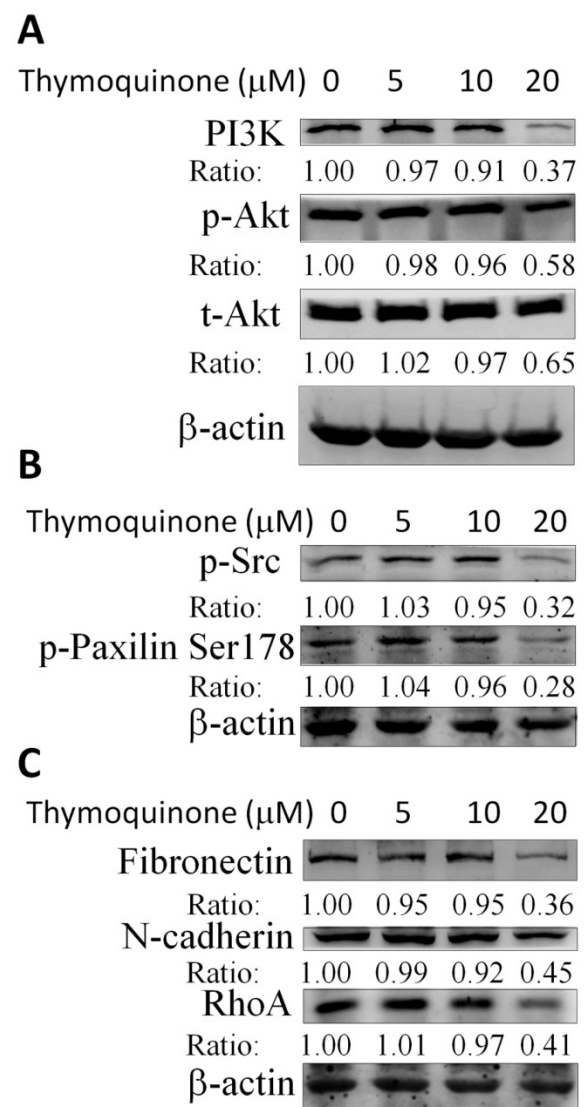 A
Thymoquinone (μM) 0 5 10 20
PI3K
Ratio: 1.00 0.97 0.91 0.37
p-Akt
Ratio: 1.00 0.98 0.96 0.58
t-Akt
Ratio: 1.00 1.02 0.97 0.65
β-actin
B
Thymoquinone (μM) 0 5 10 20
p-Src
Ratio: 1.00 1.03 0.95 0.32
p-Paxilin Ser178
Ratio: 1.00 1.04 0.96 0.28
β-actin
C
Thymoquinone (μM) 0 5 10 20
Fibronectin
Ratio: 1.00 0.95 0.95 0.36
N-cadherin
Ratio: 1.00 0.99 0.92 0.45
RhoA
Ratio: 1.00 1.01 0.97 0.41
β-actin